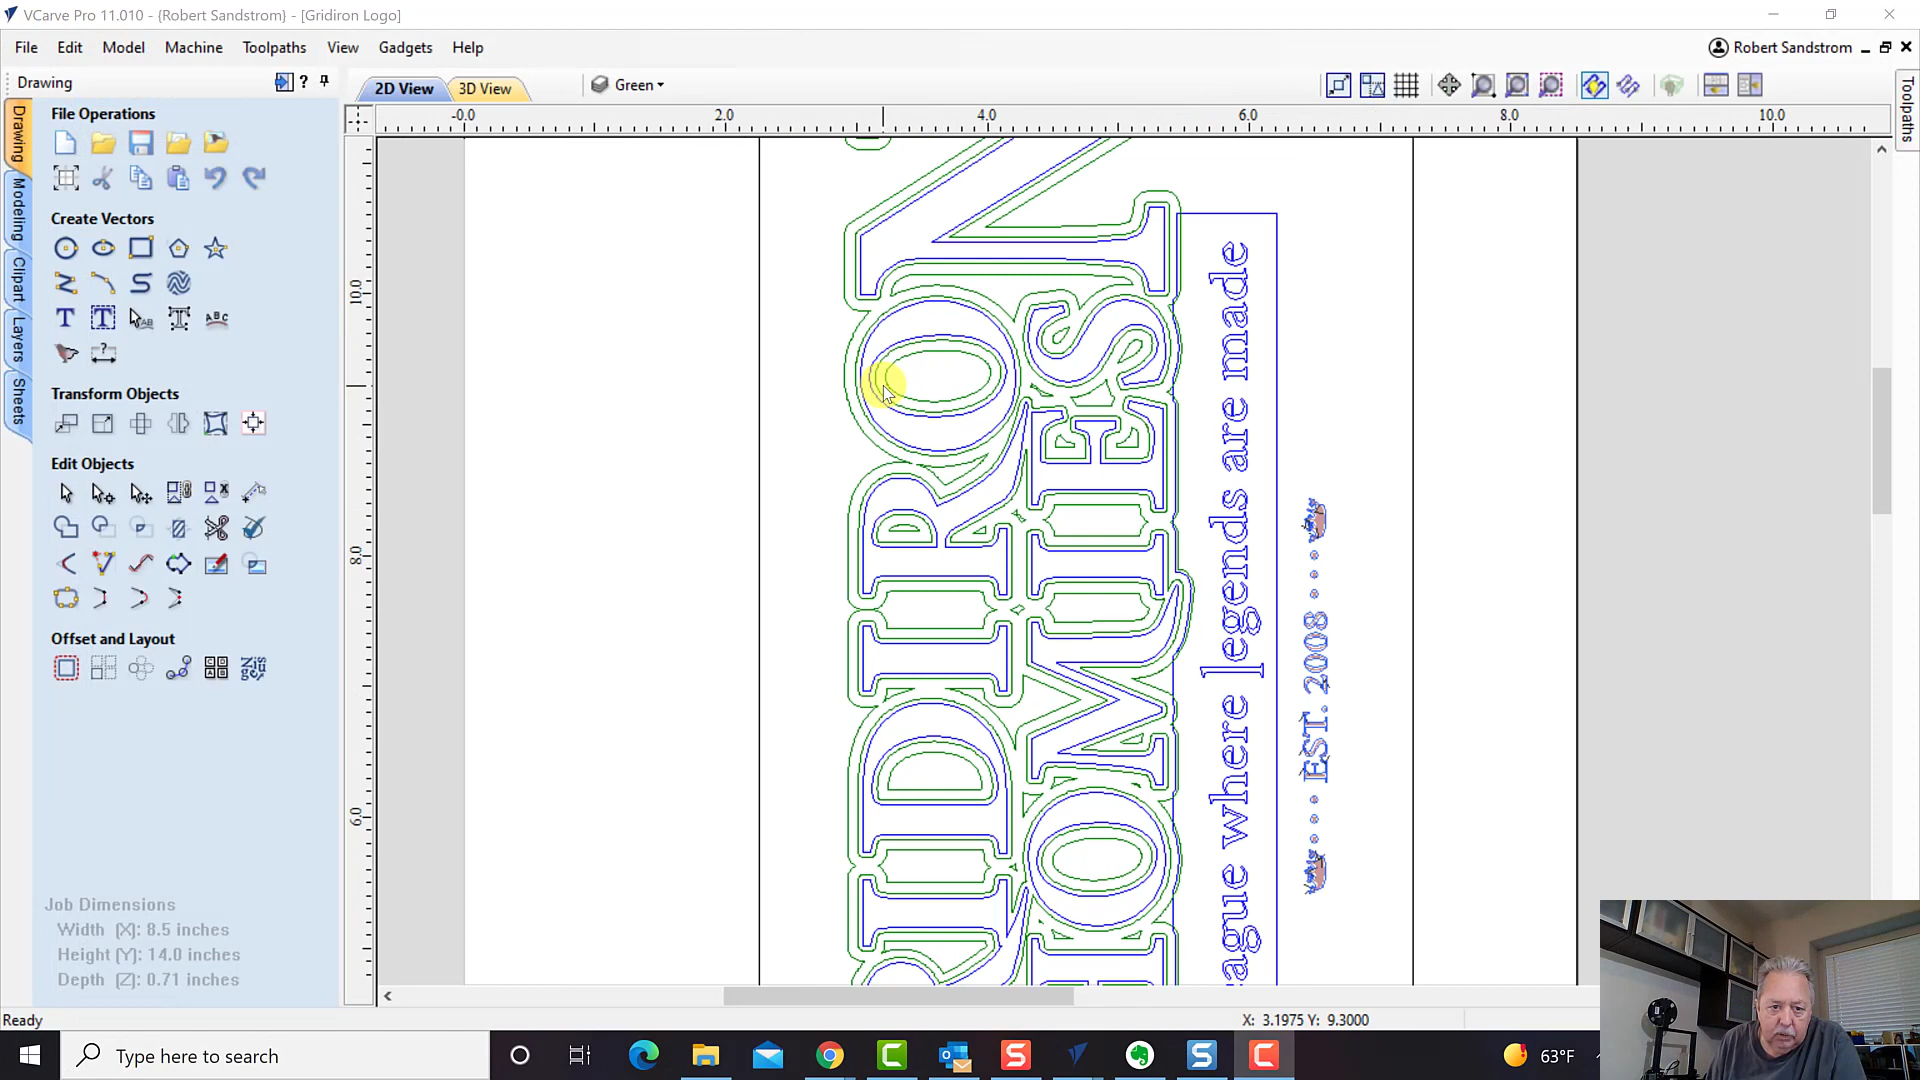 VCarve Pro 11.010 - {Robert Sandstrom} - [Gridiron Logo]
File Edit Model Machine Toolpaths View Gadgets Help
Robert Sandstrom
Drawing
2D View 3D View Green
Toolpaths
Drawing
Modeling
Clipart
Layers
Sheets
File Operations
Create Vectors
Transform Objects
Edit Objects
Offset and Layout
Job Dimensions
Width (X): 8.5 inches
Height (Y): 14.0 inches
Depth (Z): 0.71 inches
-0.0 2.0 4.0 6.0 8.0 10.0
10.0
8.0
6.0
RIDIRON
OMIES
ague where legends are made
EST. 2008
Ready
X: 3.1975 Y: 9.3000
Type here to search
63°F